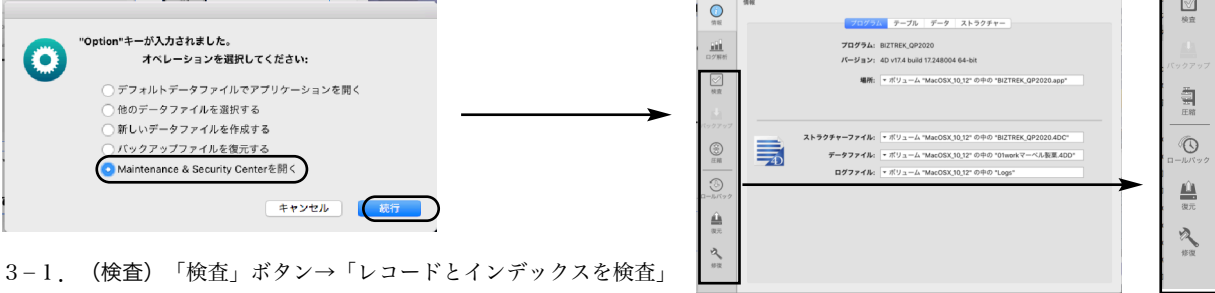 "Option"キーが入力されました。
オペレーションを選択してください:
デフォルトデータファイルでアプリケーションを開く
他のデータファイルを選択する
新しいデータファイルを作成する
バックアップファイルを復元する
Maintenance & Security Centerを開く
キャンセル
続行
情報
情報
ログ解析
検査
バックアップ
圧縮
ロールバック
復元
修復
プログラム テーブル データ ストラクチャー
プログラム: BIZTREK_QP2020
バージョン: 4D v17.4 build 17.248004 64-bit
場所: ボリューム "MacOSX_10_12" の中の "BIZTREK_QP2020.app"
ストラクチャーファイル: ボリューム "MacOSX_10_12" の中の "BIZTREK_QP2020.4DC"
データファイル: ボリューム "MacOSX_10_12" の中の "01workマーベル製菓.4DD"
ログファイル: ボリューム "MacOSX_10_12" の中の "Logs"
検査
バックアップ
圧縮
ロールバック
復元
修復
3−1.（検査）「検査」ボタン→「レコードとインデックスを検査」